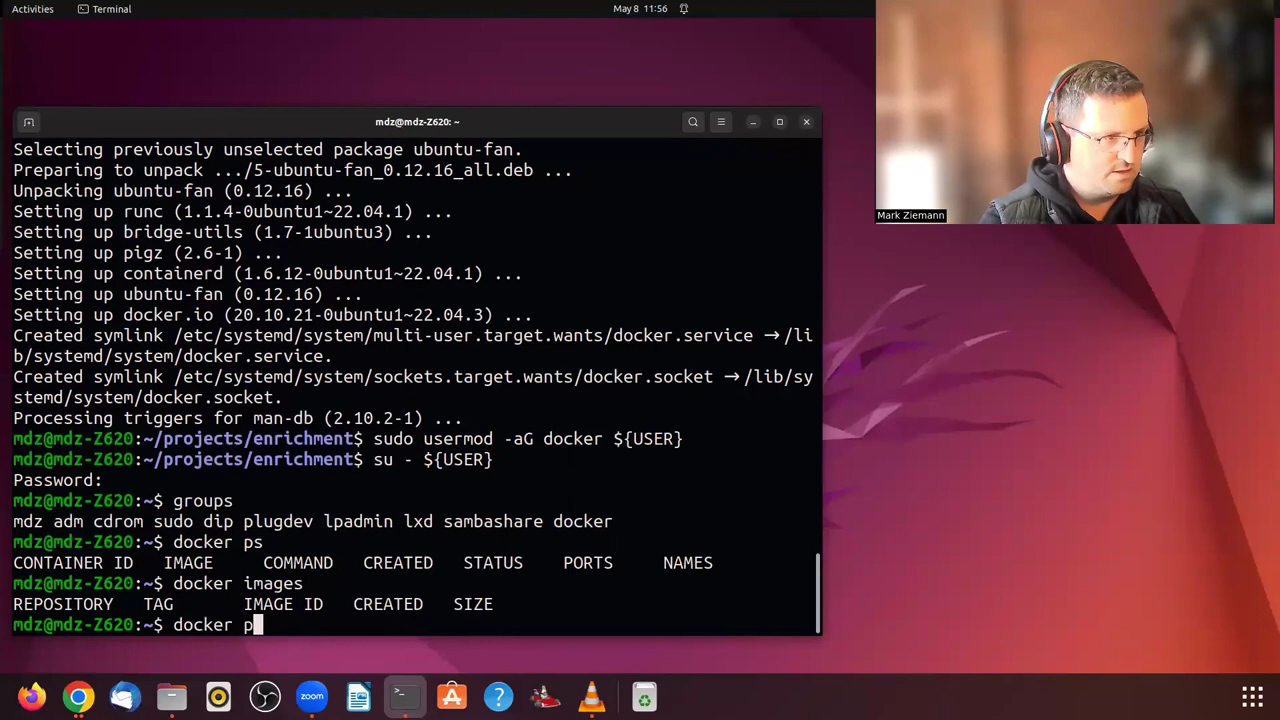 Activities
Terminal
May 8 11:56
mdz@mdz-Z620: ~
Selecting previously unselected package ubuntu-fan.
Preparing to unpack .../5-ubuntu-fan_0.12.16_all.deb ...
Unpacking ubuntu-fan (0.12.16) ...
Setting up runc (1.1.4-0ubuntu1~22.04.1) ...
Setting up bridge-utils (1.7-1ubuntu3) ...
Setting up pigz (2.6-1) ...
Setting up containerd (1.6.12-0ubuntu1~22.04.1) ...
Setting up ubuntu-fan (0.12.16) ...
Setting up docker.io (20.10.21-0ubuntu1~22.04.3) ...
Created symlink /etc/systemd/system/multi-user.target.wants/docker.service → /li
b/systemd/system/docker.service.
Created symlink /etc/systemd/system/sockets.target.wants/docker.socket → /lib/sy
stemd/system/docker.socket.
Processing triggers for man-db (2.10.2-1) ...
mdz@mdz-Z620:~/projects/enrichment$ sudo usermod -aG docker ${USER}
mdz@mdz-Z620:~/projects/enrichment$ su - ${USER}
Password:
mdz@mdz-Z620:~$ groups
mdz adm cdrom sudo dip plugdev lpadmin lxd sambashare docker
mdz@mdz-Z620:~$ docker ps
CONTAINER ID IMAGE COMMAND CREATED STATUS PORTS NAMES
mdz@mdz-Z620:~$ docker images
REPOSITORY TAG IMAGE ID CREATED SIZE
mdz@mdz-Z620:~$ docker p
Mark Ziemann
zoom